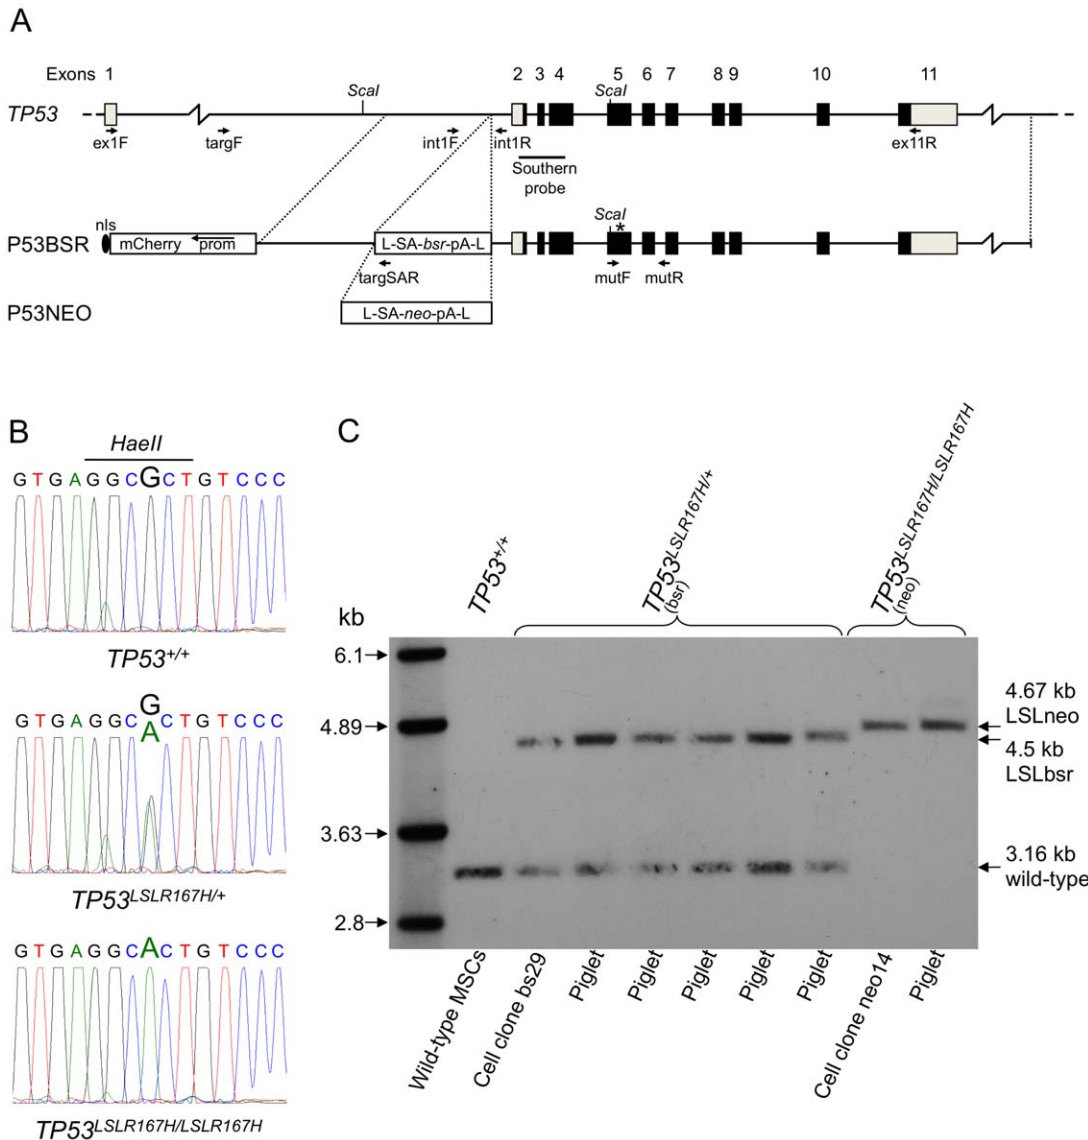 A
Exons 1 2 3 4 5 6 7 8 9 10 11
ScaI ScaI
TP53
ex1F targF int1F int1R ex11R
Southern
probe
nls ScaI
*
P53BSR mCherry prom L-SA-bsr-pA-L
targSAR mutF mutR
P53NEO L-SA-neo-pA-L
B
HaeII
G T G A G G C G C T G T C C C
TP53+/+
G
G T G A G G C A C T G T C C C
TP53LSLR167H/+
G T G A G G C A C T G T C C C
TP53LSLR167H/LSLR167H
C
TP53+/+
TP53LSLR167H/+
(bsr)
TP53LSLR167H/LSLR167H
(neo)
kb
6.1
4.89
3.63
2.8
4.67 kb
LSLneo
4.5 kb
LSLbsr
3.16 kb
wild-type
Wild-type MSCs
Cell clone bs29
Piglet
Piglet
Piglet
Piglet
Piglet
Cell clone neo14
Piglet